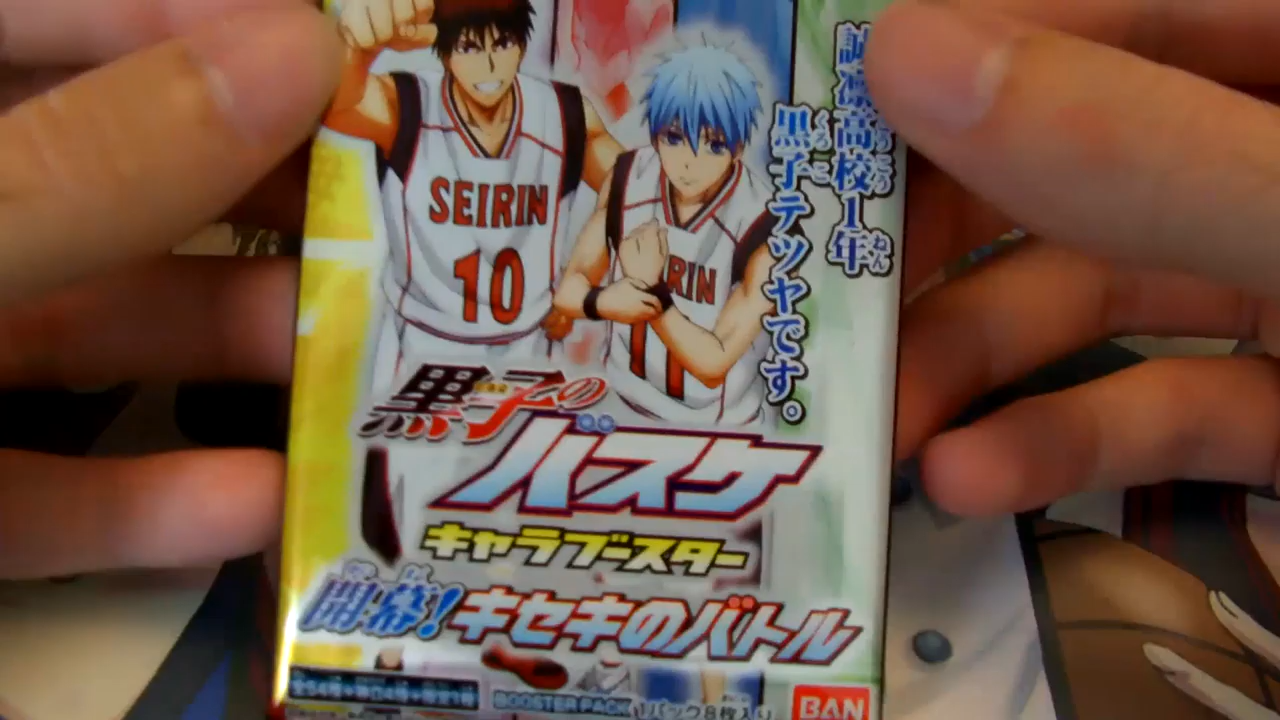 誠凛高校1年
黒子テツヤです。
SEIRIN
10
RIN
11
黒子の
バスケ
キャラブースター
開幕!キセキのバトル
BOOSTER PACK 1パック8枚入り
BAN